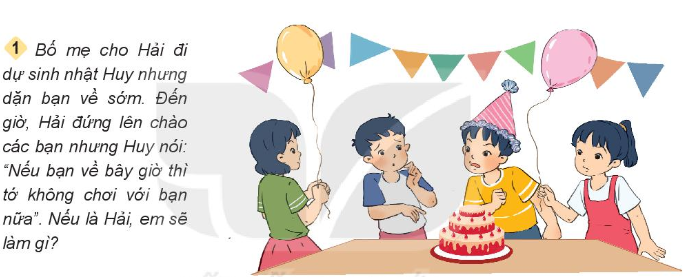 1 Bố mẹ cho Hải đi
dự sinh nhật Huy nhưng
dặn bạn về sớm. Đến
giờ, Hải đứng lên chào
các bạn nhưng Huy nói:
“Nếu bạn về bây giờ thì
tớ không chơi với bạn
nữa”. Nếu là Hải, em sẽ
làm gì?